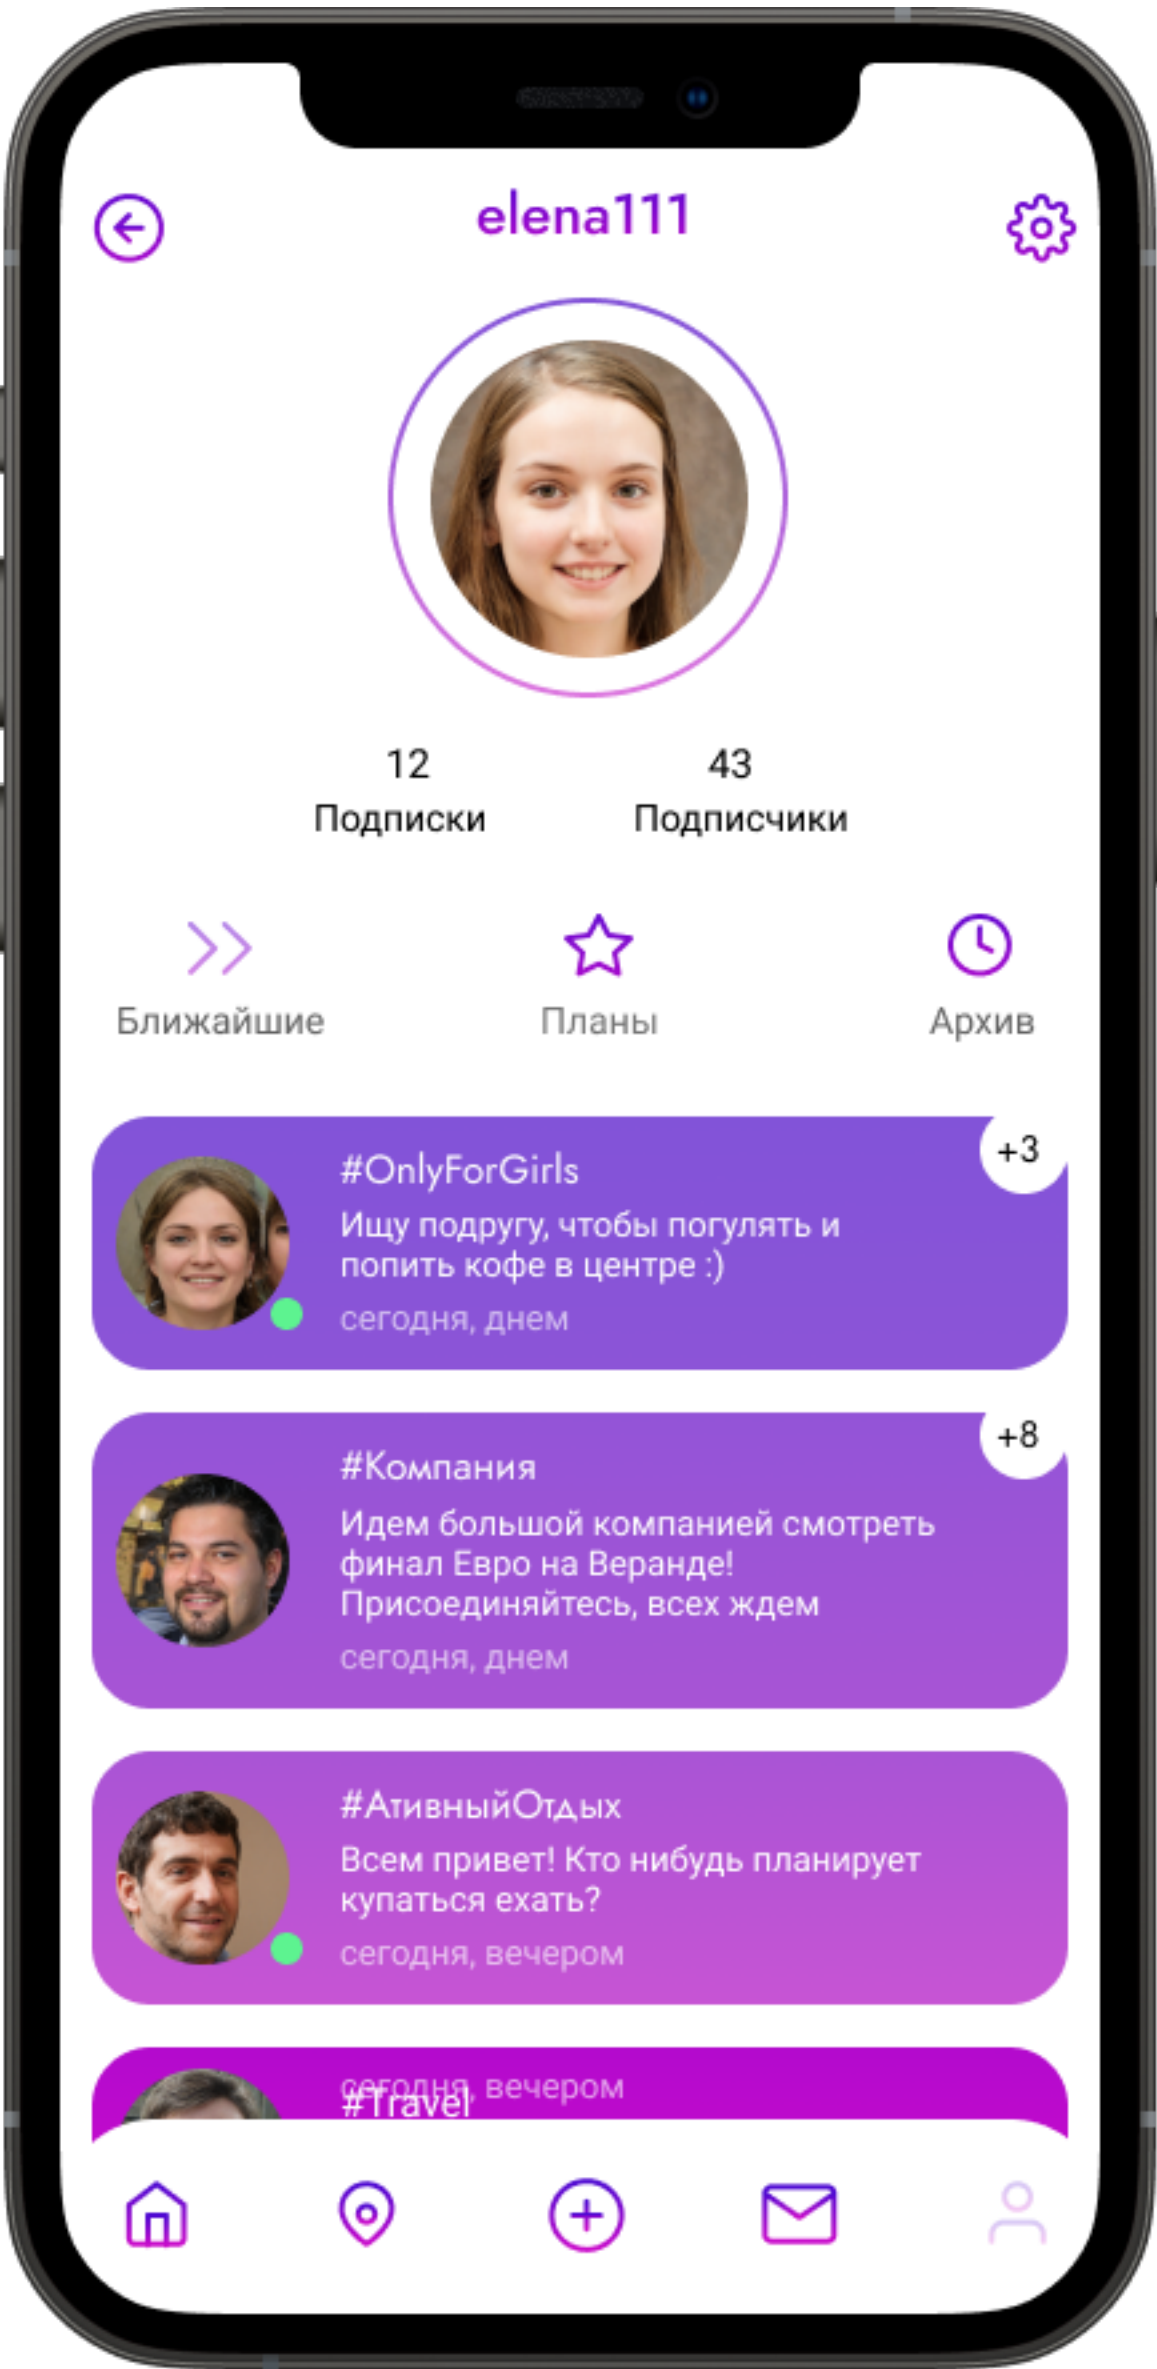 elena111
12
43
Подписки
Подписчики
Ближайшие
Планы
Архив
+3
#OnlyForGirls
Ищу подругу, чтобы погулять и
попить кофе в центре :)
сегодня, днем
+8
#Компания
Идем большой компанией смотреть
финал Евро на Веранде!
Присоединяйтесь, всех ждем
сегодня, днем
#АтивныйОтдых
Всем привет! Кто нибудь планирует
купаться ехать?
сегодня, вечером
сегодня, вечером
#Travel